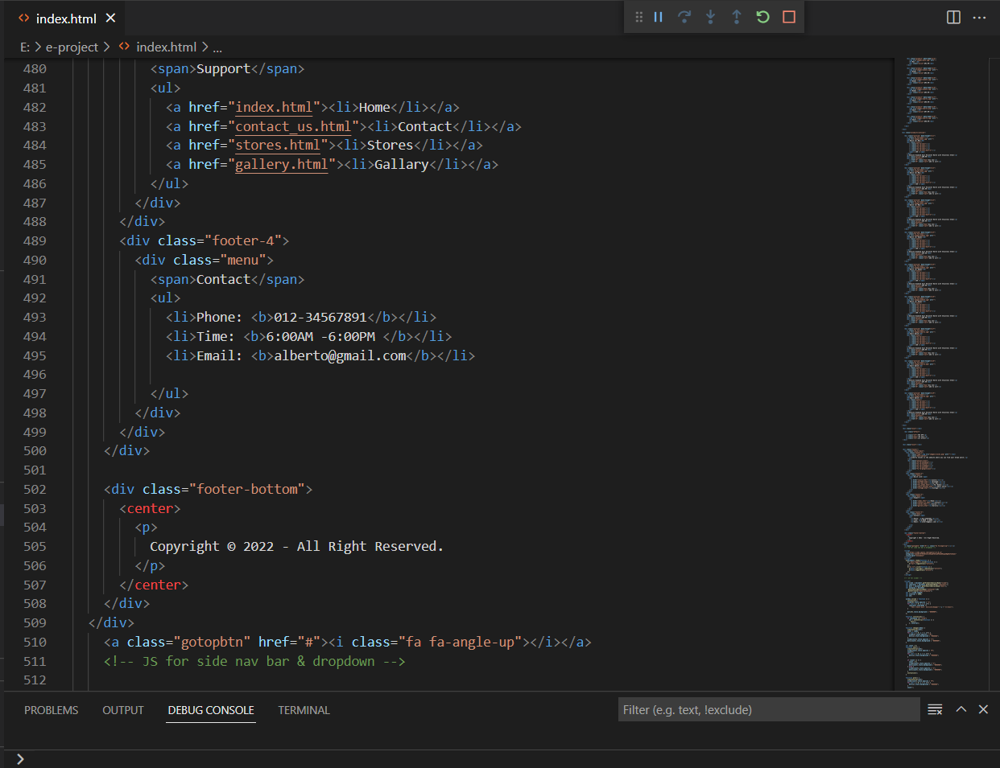 index.html
E: > e-project > index.html > ...
480 <span>Support</span>
481 <ul>
482 <a href="index.html"><li>Home</li></a>
483 <a href="contact_us.html"><li>Contact</li></a>
484 <a href="stores.html"><li>Stores</li></a>
485 <a href="gallery.html"><li>Gallary</li></a>
486 </ul>
487 </div>
488 </div>
489 <div class="footer-4">
490 <div class="menu">
491 <span>Contact</span>
492 <ul>
493 <li>Phone: <b>012-34567891</b></li>
494 <li>Time: <b>6:00AM -6:00PM </b></li>
495 <li>Email: <b>alberto@gmail.com</b></li>
496
497 </ul>
498 </div>
499 </div>
500 </div>
501
502 <div class="footer-bottom">
503 <center>
504 <p>
505 Copyright © 2022 - All Right Reserved.
506 </p>
507 </center>
508 </div>
509 </div>
510 <a class="gotopbtn" href="#"><i class="fa fa-angle-up"></i></a>
511 <!-- JS for side nav bar & dropdown -->
512
PROBLEMS OUTPUT DEBUG CONSOLE TERMINAL Filter (e.g. text, !exclude)